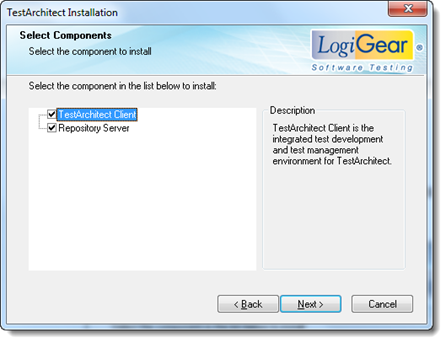 TestArchitect Installation
Select Components
Select the component to install
LogiGear ®
Software Testing
Select the component in the list below to install:
TestArchitect Client
Repository Server
Description
TestArchitect Client is the
integrated test development
and test management
environment for TestArchitect.
< Back
Next >
Cancel